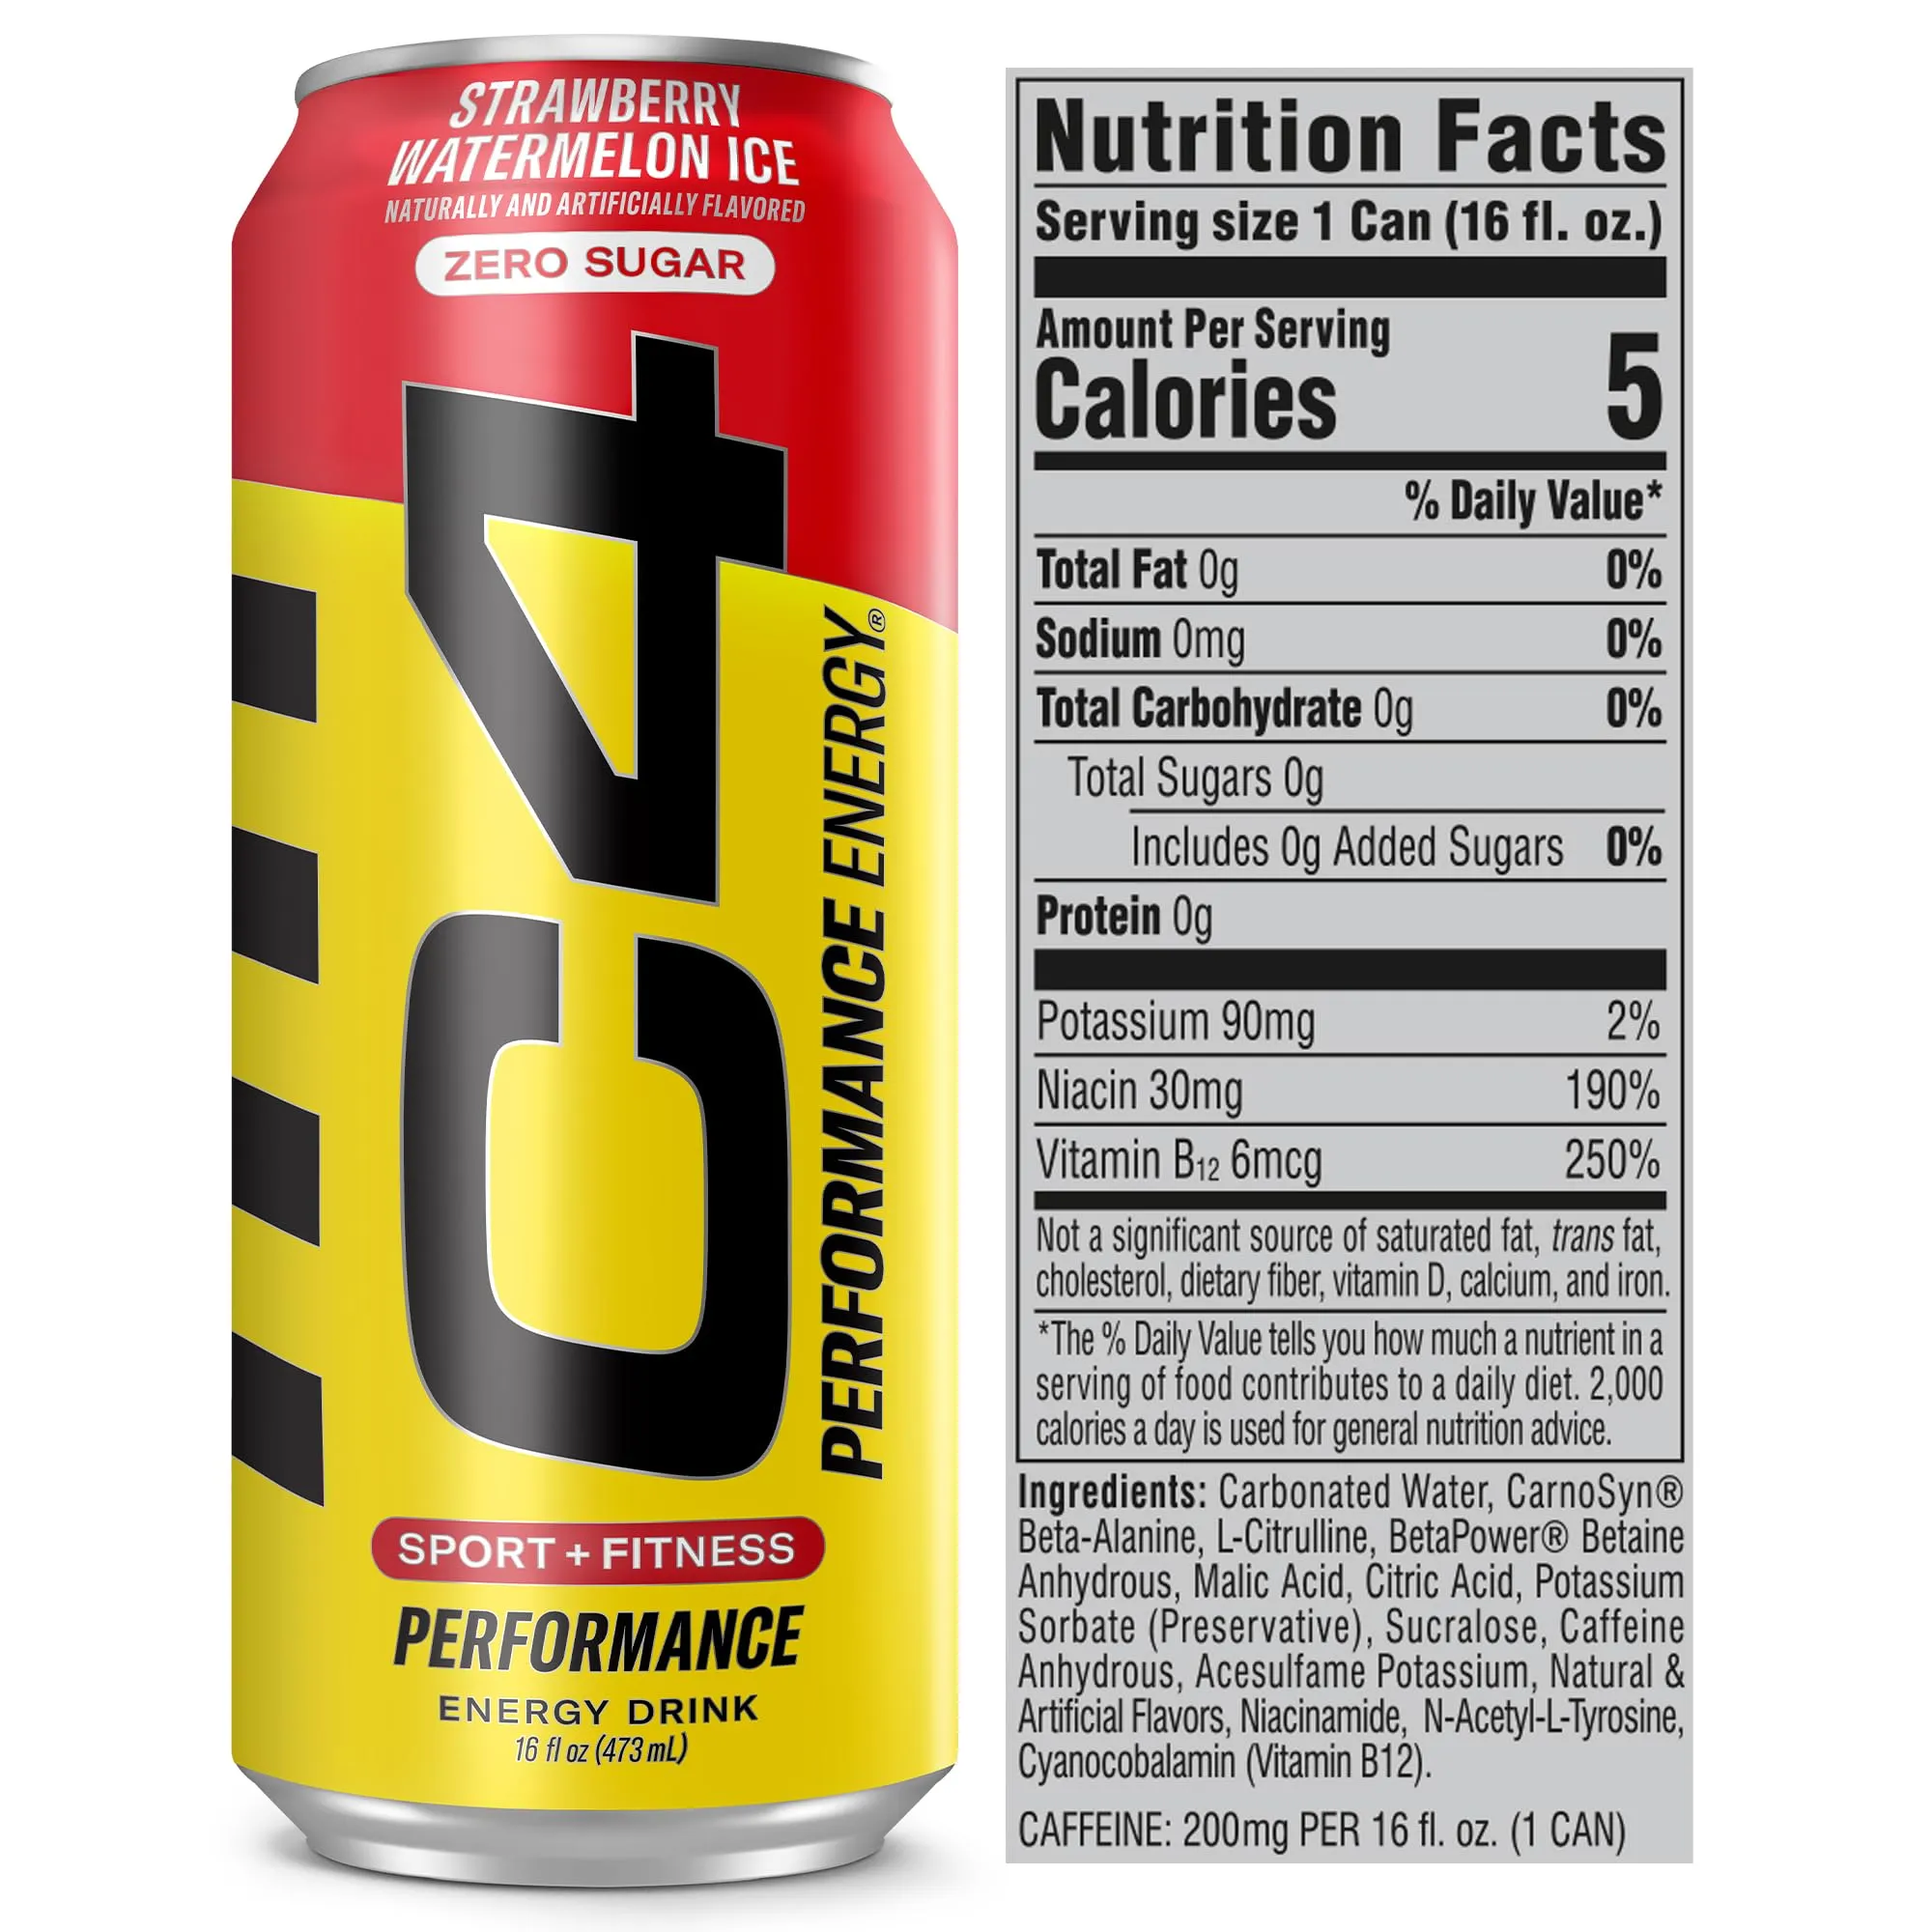 STRAWBERRY
WATERMELON ICE
NATURALLY AND ARTIFICIALLY FLAVORED
ZERO SUGAR
C4
PERFORMANCE ENERGY®
SPORT + FITNESS
PERFORMANCE
ENERGY DRINK
16 fl oz (473 mL)
Nutrition Facts
Serving size 1 Can (16 fl. oz.)
Amount Per Serving
Calories 5
% Daily Value*
Total Fat 0g 0%
Sodium 0mg 0%
Total Carbohydrate 0g 0%
Total Sugars 0g
Includes 0g Added Sugars 0%
Protein 0g
Potassium 90mg 2%
Niacin 30mg 190%
Vitamin B12 6mcg 250%
Not a significant source of saturated fat, trans fat,
cholesterol, dietary fiber, vitamin D, calcium, and iron.
*The % Daily Value tells you how much a nutrient in a
serving of food contributes to a daily diet. 2,000
calories a day is used for general nutrition advice.
Ingredients: Carbonated Water, CarnoSyn®
Beta-Alanine, L-Citrulline, BetaPower® Betaine
Anhydrous, Malic Acid, Citric Acid, Potassium
Sorbate (Preservative), Sucralose, Caffeine
Anhydrous, Acesulfame Potassium, Natural &
Artificial Flavors, Niacinamide, N-Acetyl-L-Tyrosine,
Cyanocobalamin (Vitamin B12).
CAFFEINE: 200mg PER 16 fl. oz. (1 CAN)